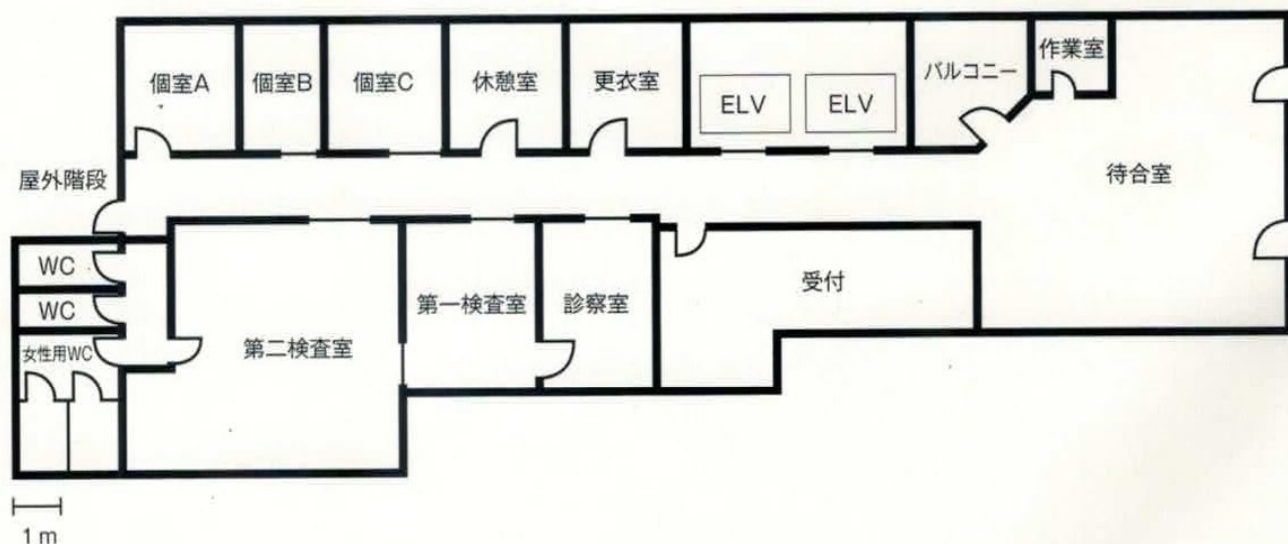 個室A
個室B
個室C
休憩室
更衣室
ELV
ELV
バルコニー
作業室
屋外階段
待合室
WC
WC
女性用WC
第二検査室
第一検査室
診察室
受付
1m